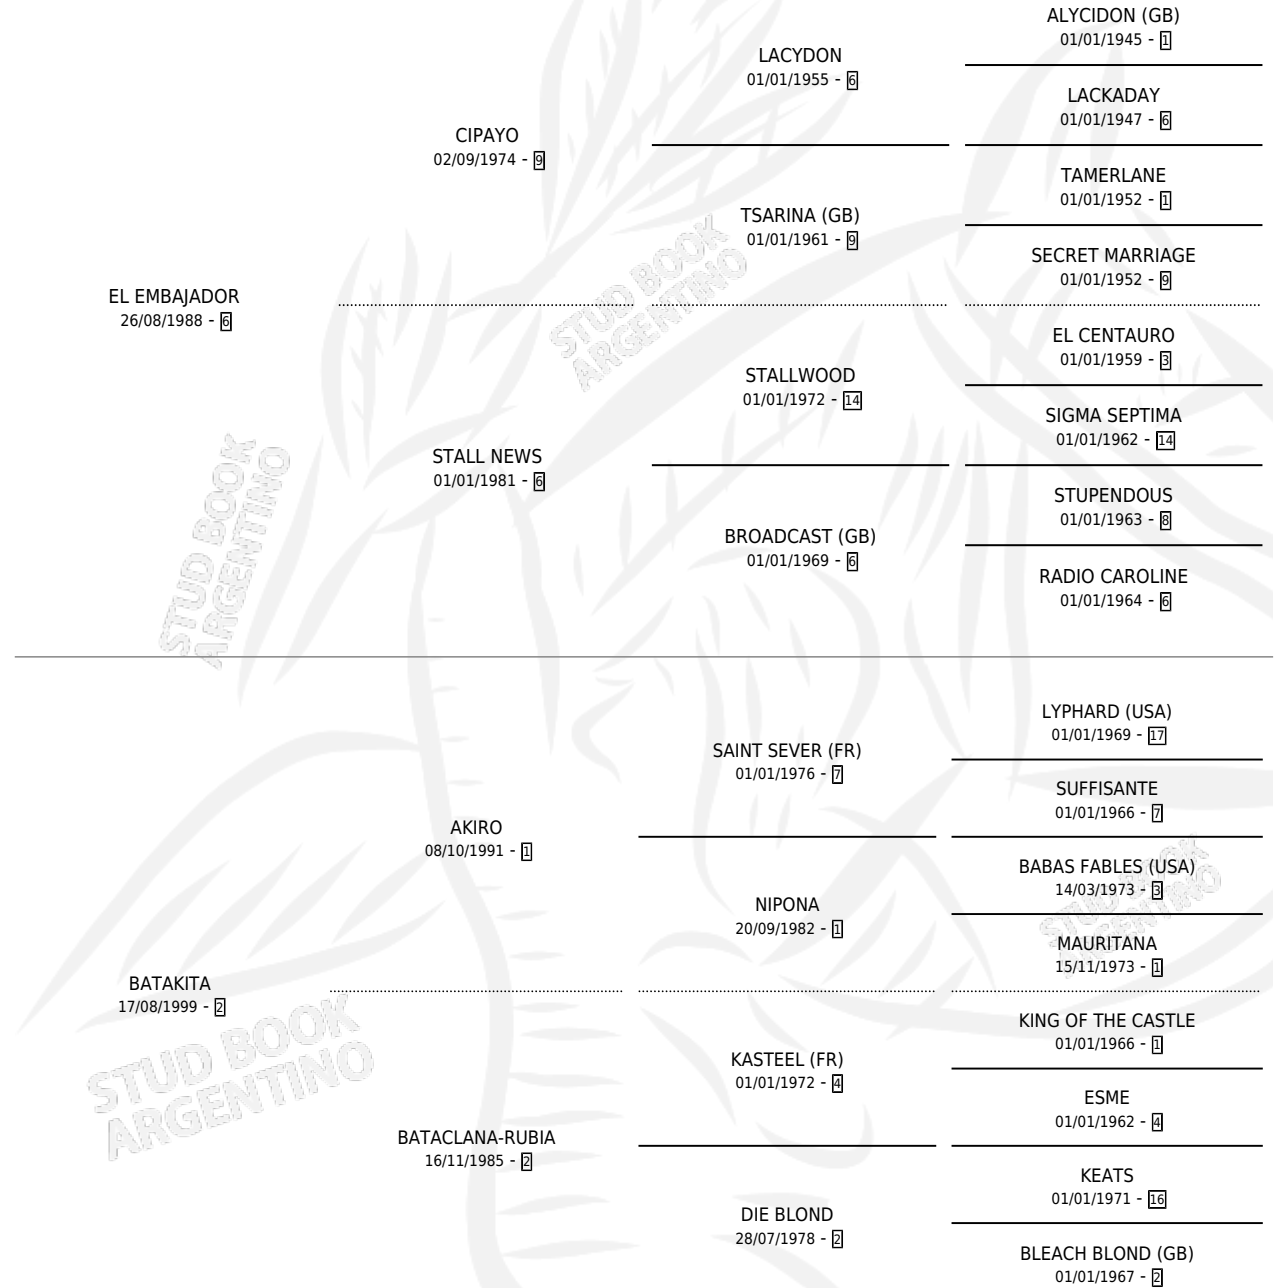 ALYCIDON (GB)
01/01/1945 - 1
LACYDON
01/01/1955 - 6
LACKADAY
01/01/1947 - 6
CIPAYO
02/09/1974 - 9
TAMERLANE
01/01/1952 - 1
TSARINA (GB)
01/01/1961 - 9
SECRET MARRIAGE
01/01/1952 - 9
EL EMBAJADOR
26/08/1988 - 6
STUD BOOK
ARGENTINO
EL CENTAURO
01/01/1959 - 3
STALLWOOD
01/01/1972 - 14
SIGMA SEPTIMA
01/01/1962 - 14
STALL NEWS
01/01/1981 - 6
STUPENDOUS
01/01/1963 - 8
BROADCAST (GB)
01/01/1969 - 6
RADIO CAROLINE
01/01/1964 - 6
STUD BOOK
ARGENTINO
LYPHARD (USA)
01/01/1969 - 17
SAINT SEVER (FR)
01/01/1976 - 7
SUFFISANTE
01/01/1966 - 7
AKIRO
08/10/1991 - 1
BABAS FABLES (USA)
14/03/1973 - 3
NIPONA
20/09/1982 - 1
STUD BOOK
ARGENTINO
MAURITANA
15/11/1973 - 1
BATAKITA
17/08/1999 - 2
KING OF THE CASTLE
01/01/1966 - 1
KASTEEL (FR)
01/01/1972 - 4
STUD BOOK
ARGENTINO
ESME
01/01/1962 - 4
BATACLANA-RUBIA
16/11/1985 - 2
KEATS
01/01/1971 - 16
DIE BLOND
28/07/1978 - 2
BLEACH BLOND (GB)
01/01/1967 - 2